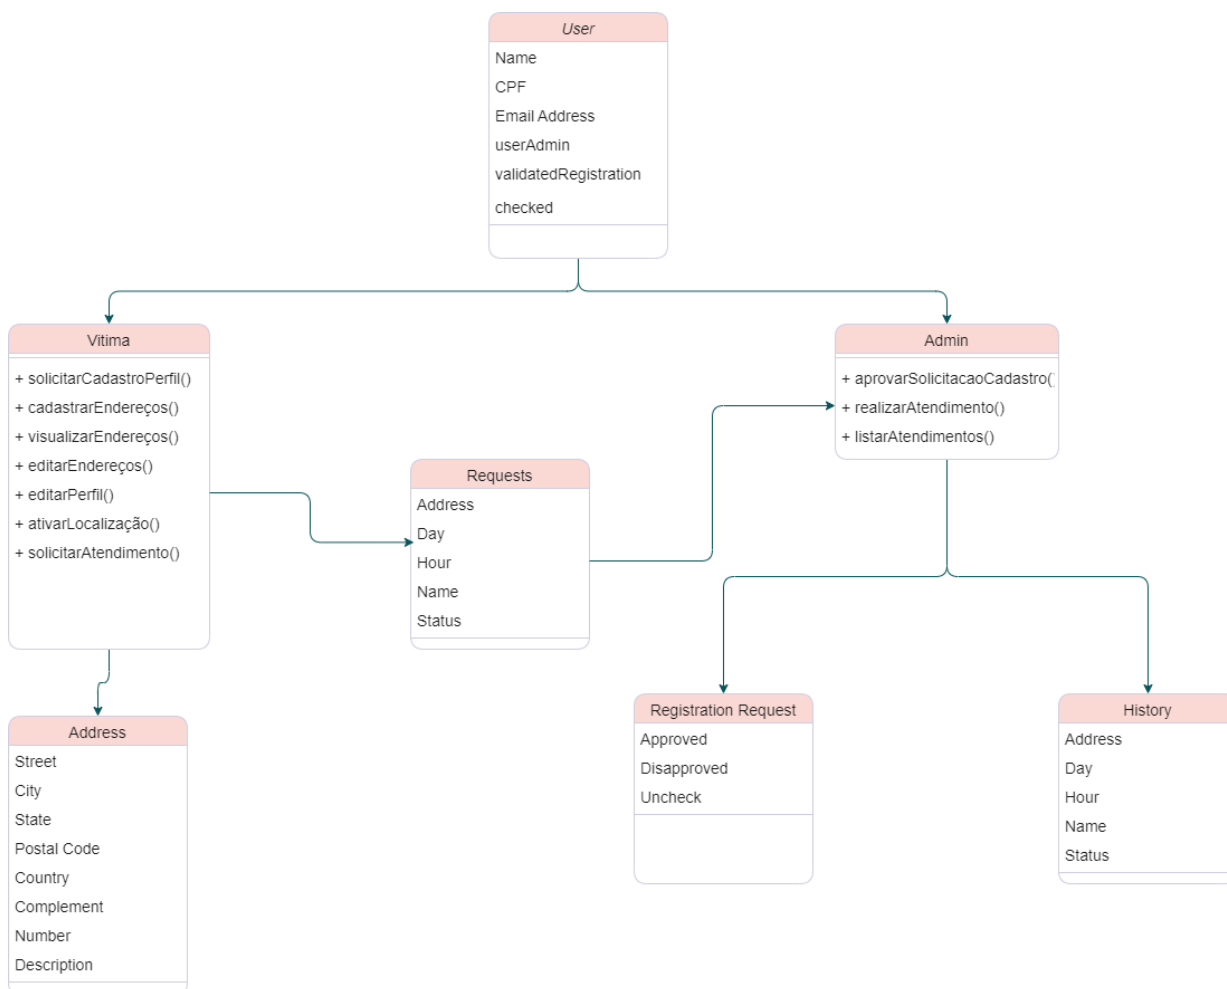 User
Name
CPF
Email Address
userAdmin
validatedRegistration
checked
Vitima
+ solicitarCadastroPerfil()
+ cadastrarEndereços()
+ visualizarEndereços()
+ editarEndereços()
+ editarPerfil()
+ ativarLocalização()
+ solicitarAtendimento()
Admin
+ aprovarSolicitacaoCadastro()
+ realizarAtendimento()
+ listarAtendimentos()
Requests
Address
Day
Hour
Name
Status
Address
Street
City
State
Postal Code
Country
Complement
Number
Description
Registration Request
Approved
Disapproved
Uncheck
History
Address
Day
Hour
Name
Status